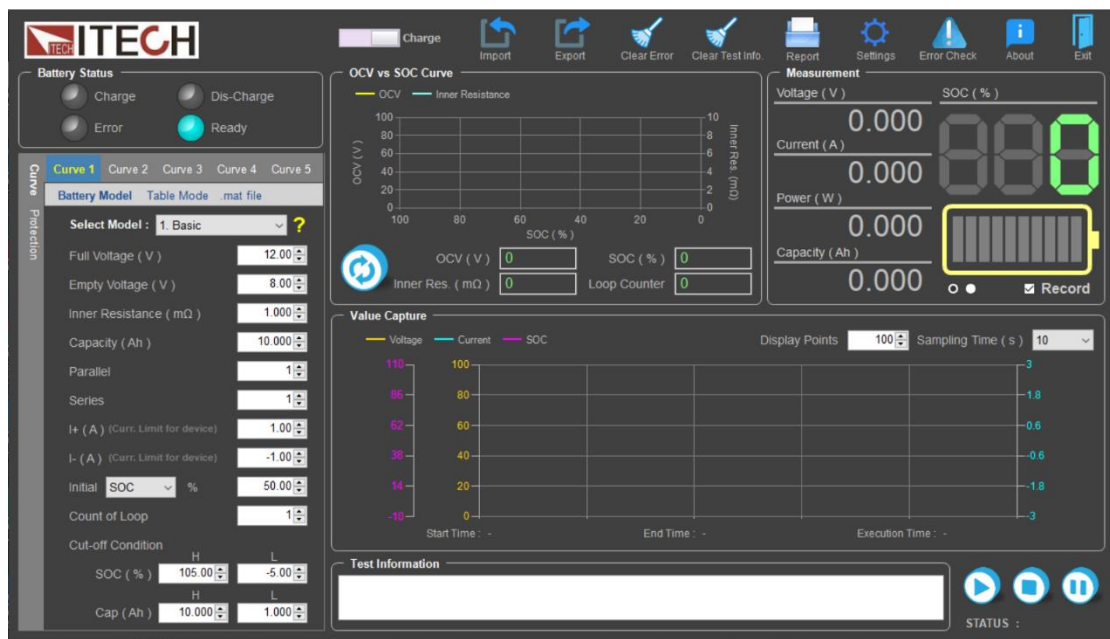 ITECH ITECH
Charge
Import Export Clear Error Clear Test Info. Report Settings Error Check About Exit
Battery Status
Charge Dis-Charge
Error Ready
Curve
Protection
Curve 1 Curve 2 Curve 3 Curve 4 Curve 5
Battery Model Table Mode .mat file
Select Model : 1. Basic ?
Full Voltage ( V ) 12.00
Empty Voltage ( V ) 8.00
Inner Resistance ( mΩ ) 1.000
Capacity ( Ah ) 10.000
Parallel 1
Series 1
I+ ( A ) (Curr. Limit for device) 1.00
I- ( A ) (Curr. Limit for device) -1.00
Initial SOC % 50.00
Count of Loop 1
Cut-off Condition
H L
SOC ( % ) 105.00 -5.00
H L
Cap ( Ah ) 10.000 1.000
OCV vs SOC Curve
OCV Inner Resistance
OCV ( V )
100 10
80 8
60 6
40 4
20 2
0 0
Inner Res. (mΩ)
100 80 60 40 20 0
SOC ( % )
OCV ( V ) 0 SOC ( % ) 0
Inner Res. ( mΩ ) 0 Loop Counter 0
Measurement
Voltage ( V ) SOC ( % )
0.000
Current ( A )
0.000 0
Power ( W )
0.000
Capacity ( Ah )
0.000
Record
Value Capture
Voltage Current SOC Display Points 100 Sampling Time ( s ) 10
110 100 3
86 80 1.8
62 60 0.6
38 40 -0.6
14 20 -1.8
-10 0 -3
Start Time : - End Time : - Execution Time : -
Test Information
STATUS :